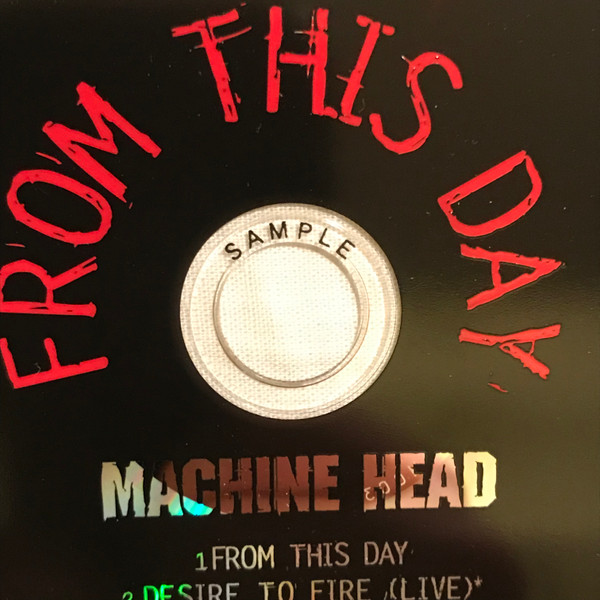 FROM THIS DAY
SAMPLE
MACHINE HEAD
1 FROM THIS DAY
2 DESIRE TO FIRE (LIVE)*